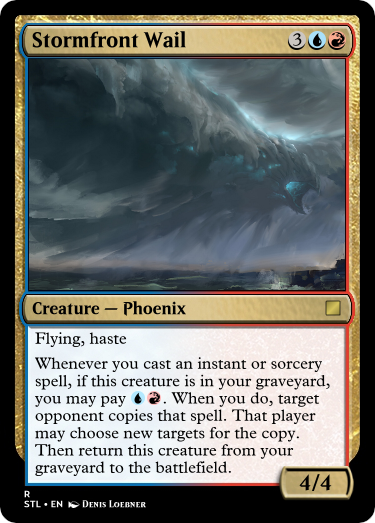 Stormfront Wail 3
Creature — Phoenix
Flying, haste
Whenever you cast an instant or sorcery
spell, if this creature is in your graveyard,
you may pay . When you do, target
opponent copies that spell. That player
may choose new targets for the copy.
Then return this creature from your
graveyard to the battlefield.
4/4
R
STL • EN Denis Loebner